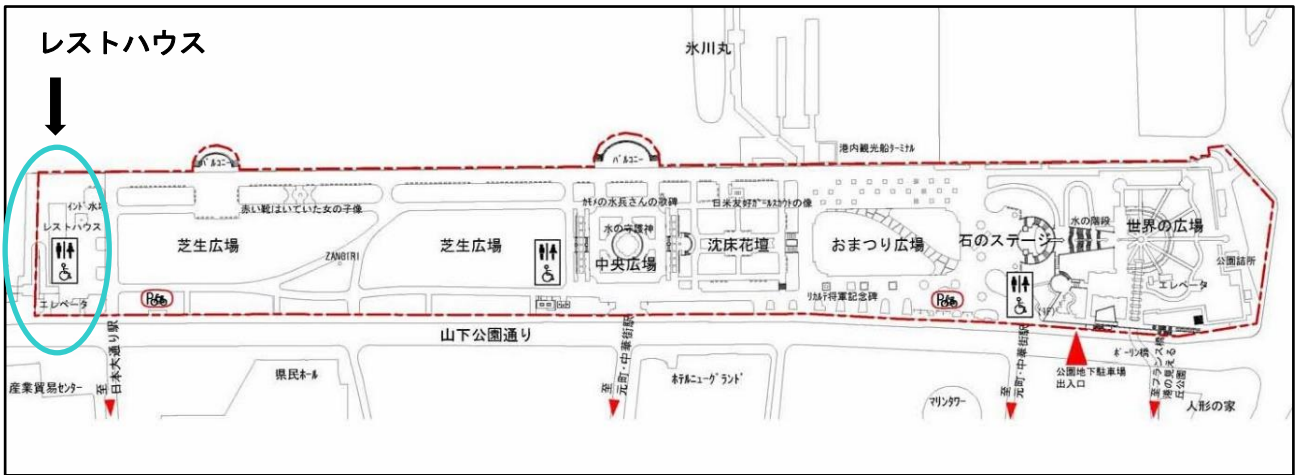 レストハウス
氷川丸
港内観光船ターミナル
バルコニー
バルコニー
インド水塔
レストハウス
エレベータ
赤い靴はいていた女の子像
芝生広場
ZANGIRI
芝生広場
カモメの水兵さんの歌碑
水の守護神
中央広場
日米友好ガールスカウトの像
沈床花壇
おまつり広場
リカルテ将軍記念碑
石のステージ
水の階段
世界の広場
公園詰所
エレベータ
山下公園通り
ポーリン橋
至
日本大通り駅
至
元町・中華街駅
至
元町・中華街駅
公園地下駐車場
出入口
至フランス橋
港の見える
丘公園
産業貿易センター
県民ホール
ホテルニューグランド
マリンタワー
人形の家